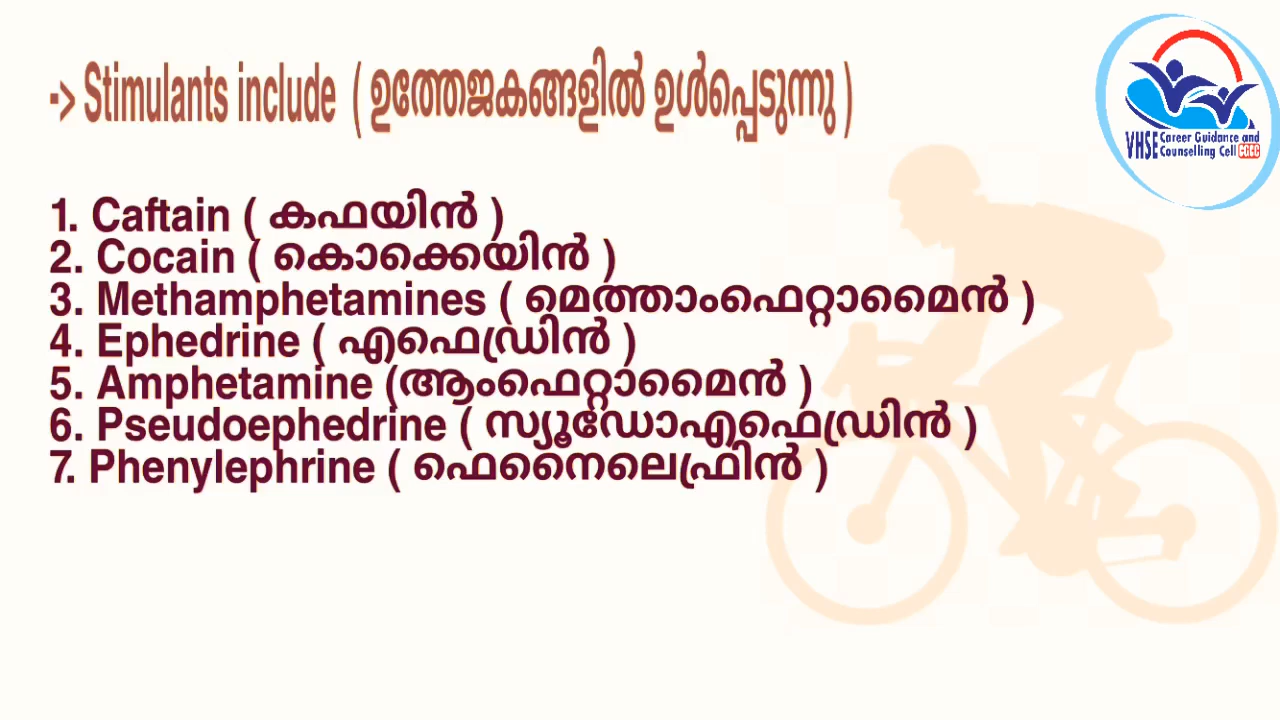 -> Stimulants include ( ഉത്തേജകങ്ങളിൽ ഉൾപ്പെടുന്നു )
VHSE Career Guidance and
Counselling Cell CGCC
1. Caftain ( കഫയിൻ )
2. Cocain ( കൊക്കെയിൻ )
3. Methamphetamines ( മെത്താംഫെറ്റാമൈൻ )
4. Ephedrine ( എഫെഡ്രിൻ )
5. Amphetamine (ആംഫെറ്റാമൈൻ )
6. Pseudoephedrine ( സ്യൂഡോഎഫെഡ്രിൻ )
7. Phenylephrine ( ഫെനൈലെഫ്രിൻ )